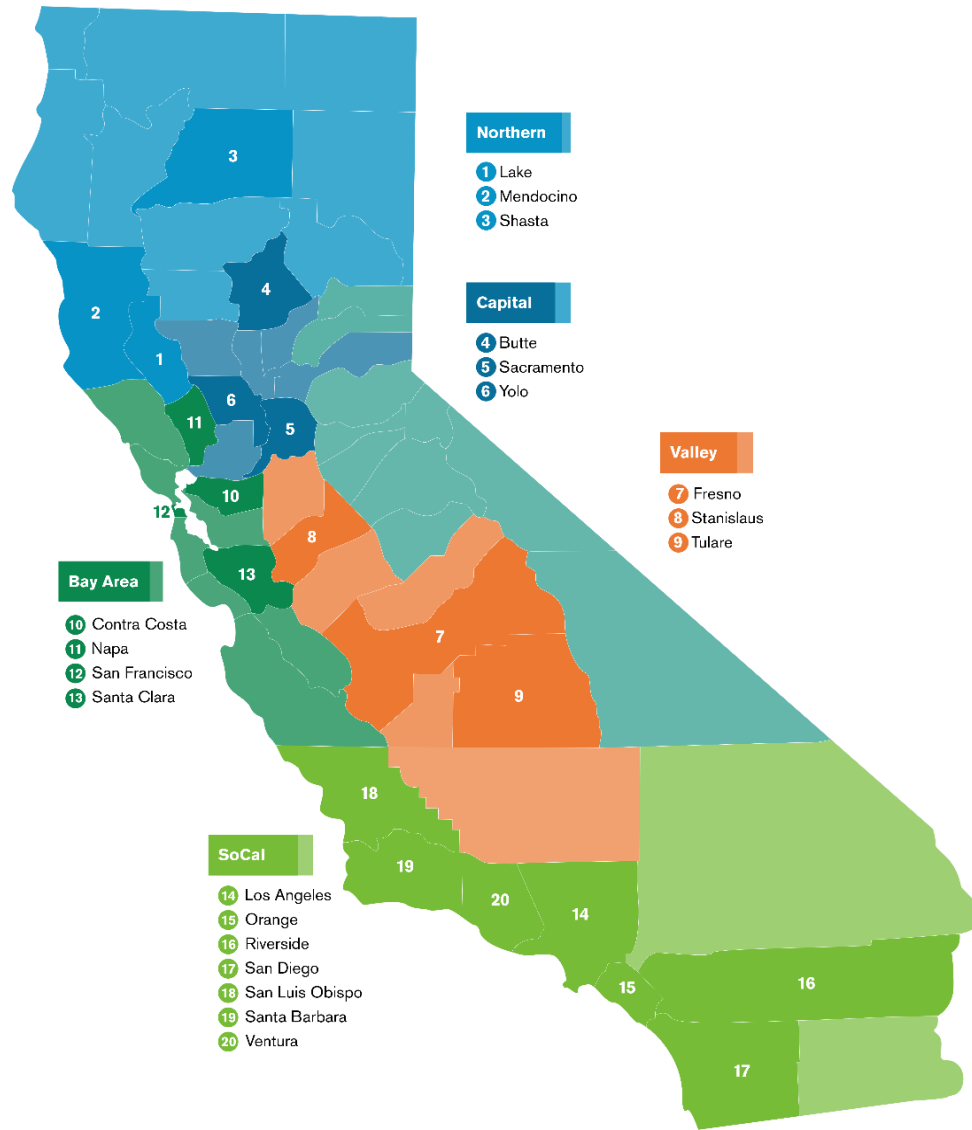 Northern
1 Lake
2 Mendocino
3 Shasta
Capital
4 Butte
5 Sacramento
6 Yolo
Valley
7 Fresno
8 Stanislaus
9 Tulare
Bay Area
10 Contra Costa
11 Napa
12 San Francisco
13 Santa Clara
SoCal
14 Los Angeles
15 Orange
16 Riverside
17 San Diego
18 San Luis Obispo
19 Santa Barbara
20 Ventura
3
4
2
1
6
11
5
10
12
8
13
7
9
18
19
20
14
15
16
17